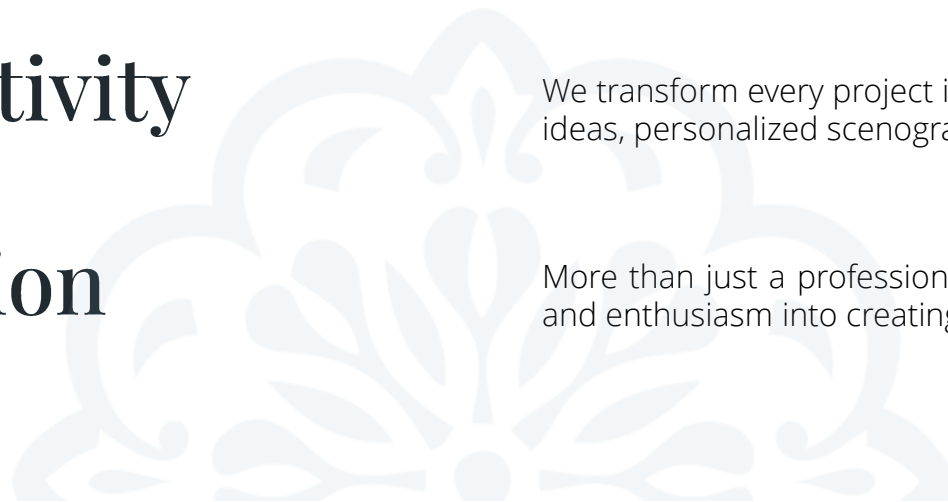 tivity
We transform every project i
ideas, personalized scenogra
ion
More than just a profession
and enthusiasm into creating